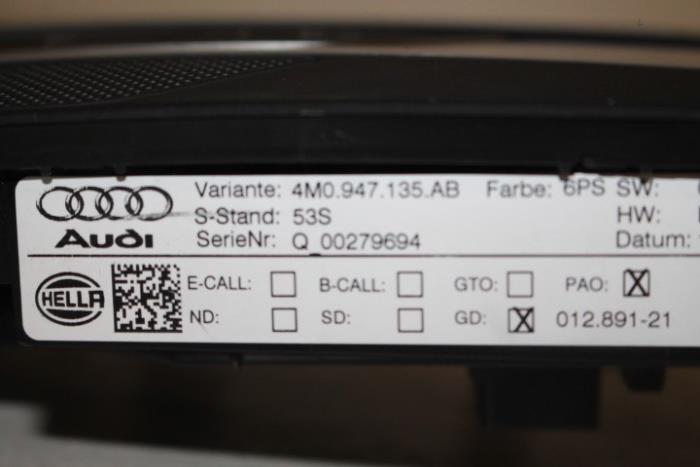 Variante: 4M0.947.135.AB Farbe: 6PS SW:
S-Stand: 53S HW:
Audi SerieNr: Q_00279694 Datum:
HELLA E-CALL: B-CALL: GTO: PAO:
ND: SD: GD: 012.891-21